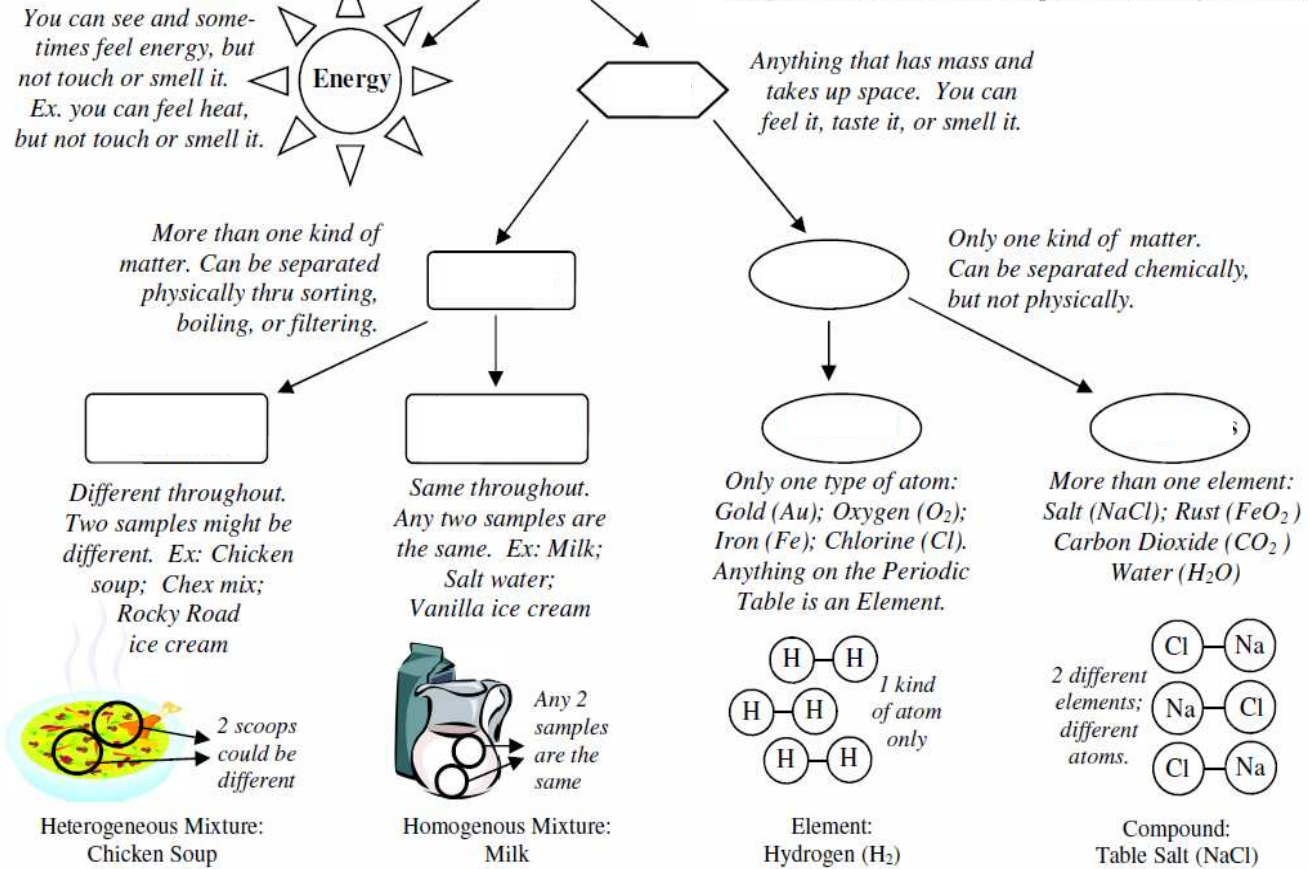 You can see and some-
times feel energy, but
not touch or smell it.
Ex. you can feel heat,
but not touch or smell it.
Energy
Anything that has mass and
takes up space. You can
feel it, taste it, or smell it.
More than one kind of
matter. Can be separated
physically thru sorting,
boiling, or filtering.
Only one kind of matter.
Can be separated chemically,
but not physically.
s
Different throughout.
Two samples might be
different. Ex: Chicken
soup; Chex mix;
Rocky Road
ice cream
Same throughout.
Any two samples are
the same. Ex: Milk;
Salt water;
Vanilla ice cream
Only one type of atom:
Gold (Au); Oxygen (O₂);
Iron (Fe); Chlorine (Cl).
Anything on the Periodic
Table is an Element.
More than one element:
Salt (NaCl); Rust (FeO₂ )
Carbon Dioxide (CO₂ )
Water (H₂O)
2 scoops
could be
different
Any 2
samples
are the
same
H H
H H
H H
1 kind
of atom
only
2 different
elements;
different
atoms.
Cl Na
Na Cl
Cl Na
Heterogeneous Mixture:
Chicken Soup
Homogenous Mixture:
Milk
Element:
Hydrogen (H₂)
Compound:
Table Salt (NaCl)